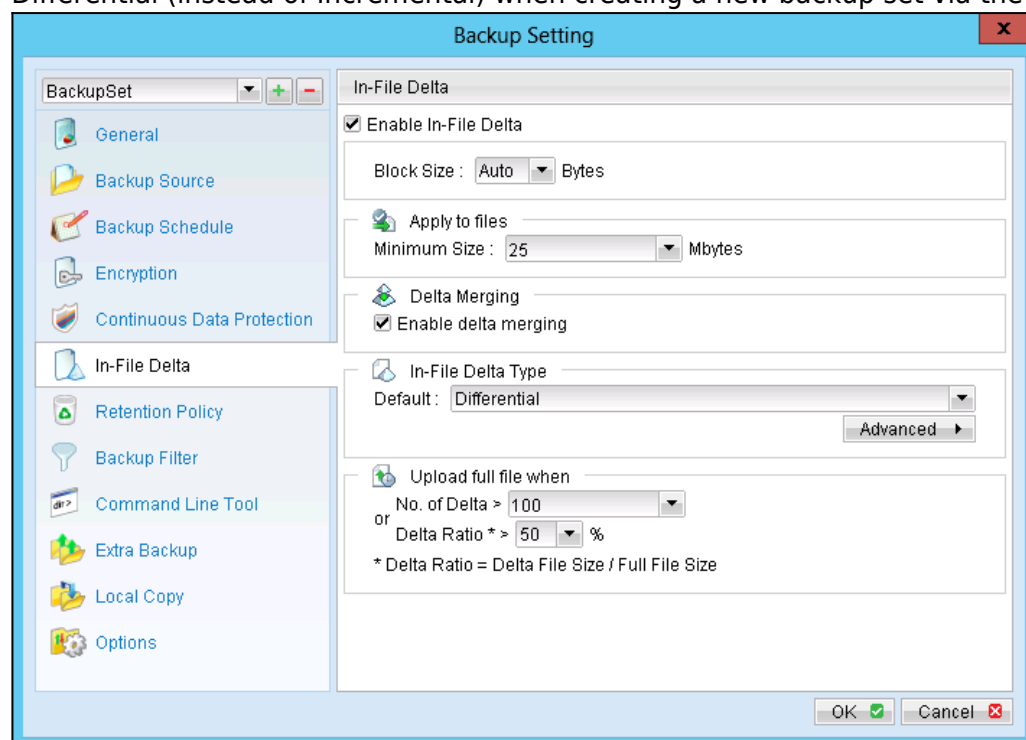 Differential (instead of incremental) when creating a new backup set via the
Backup Setting
x
BackupSet
General
Backup Source
Backup Schedule
Encryption
Continuous Data Protection
In-File Delta
Retention Policy
Backup Filter
Command Line Tool
Extra Backup
Local Copy
Options
In-File Delta
Enable In-File Delta
Block Size : Auto Bytes
Apply to files
Minimum Size : 25 Mbytes
Delta Merging
Enable delta merging
In-File Delta Type
Default : Differential
Advanced
Upload full file when
No. of Delta > 100
or
Delta Ratio * > 50 %
* Delta Ratio = Delta File Size / Full File Size
OK
Cancel